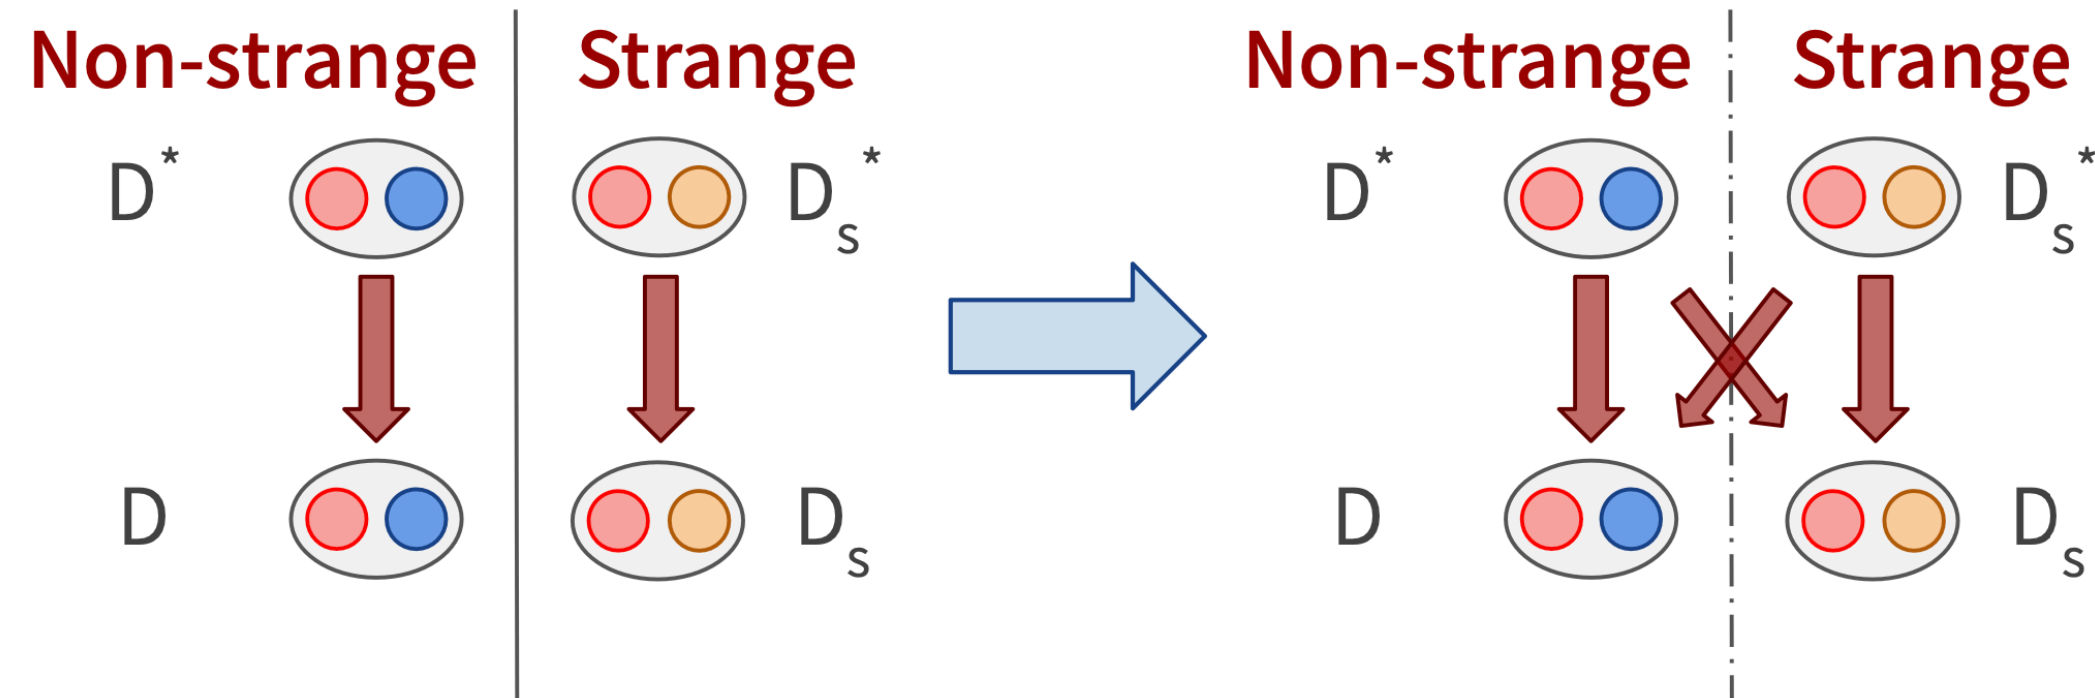 Non-strange Strange Non-strange Strange
D* Ds* D* Ds*
D Ds D Ds